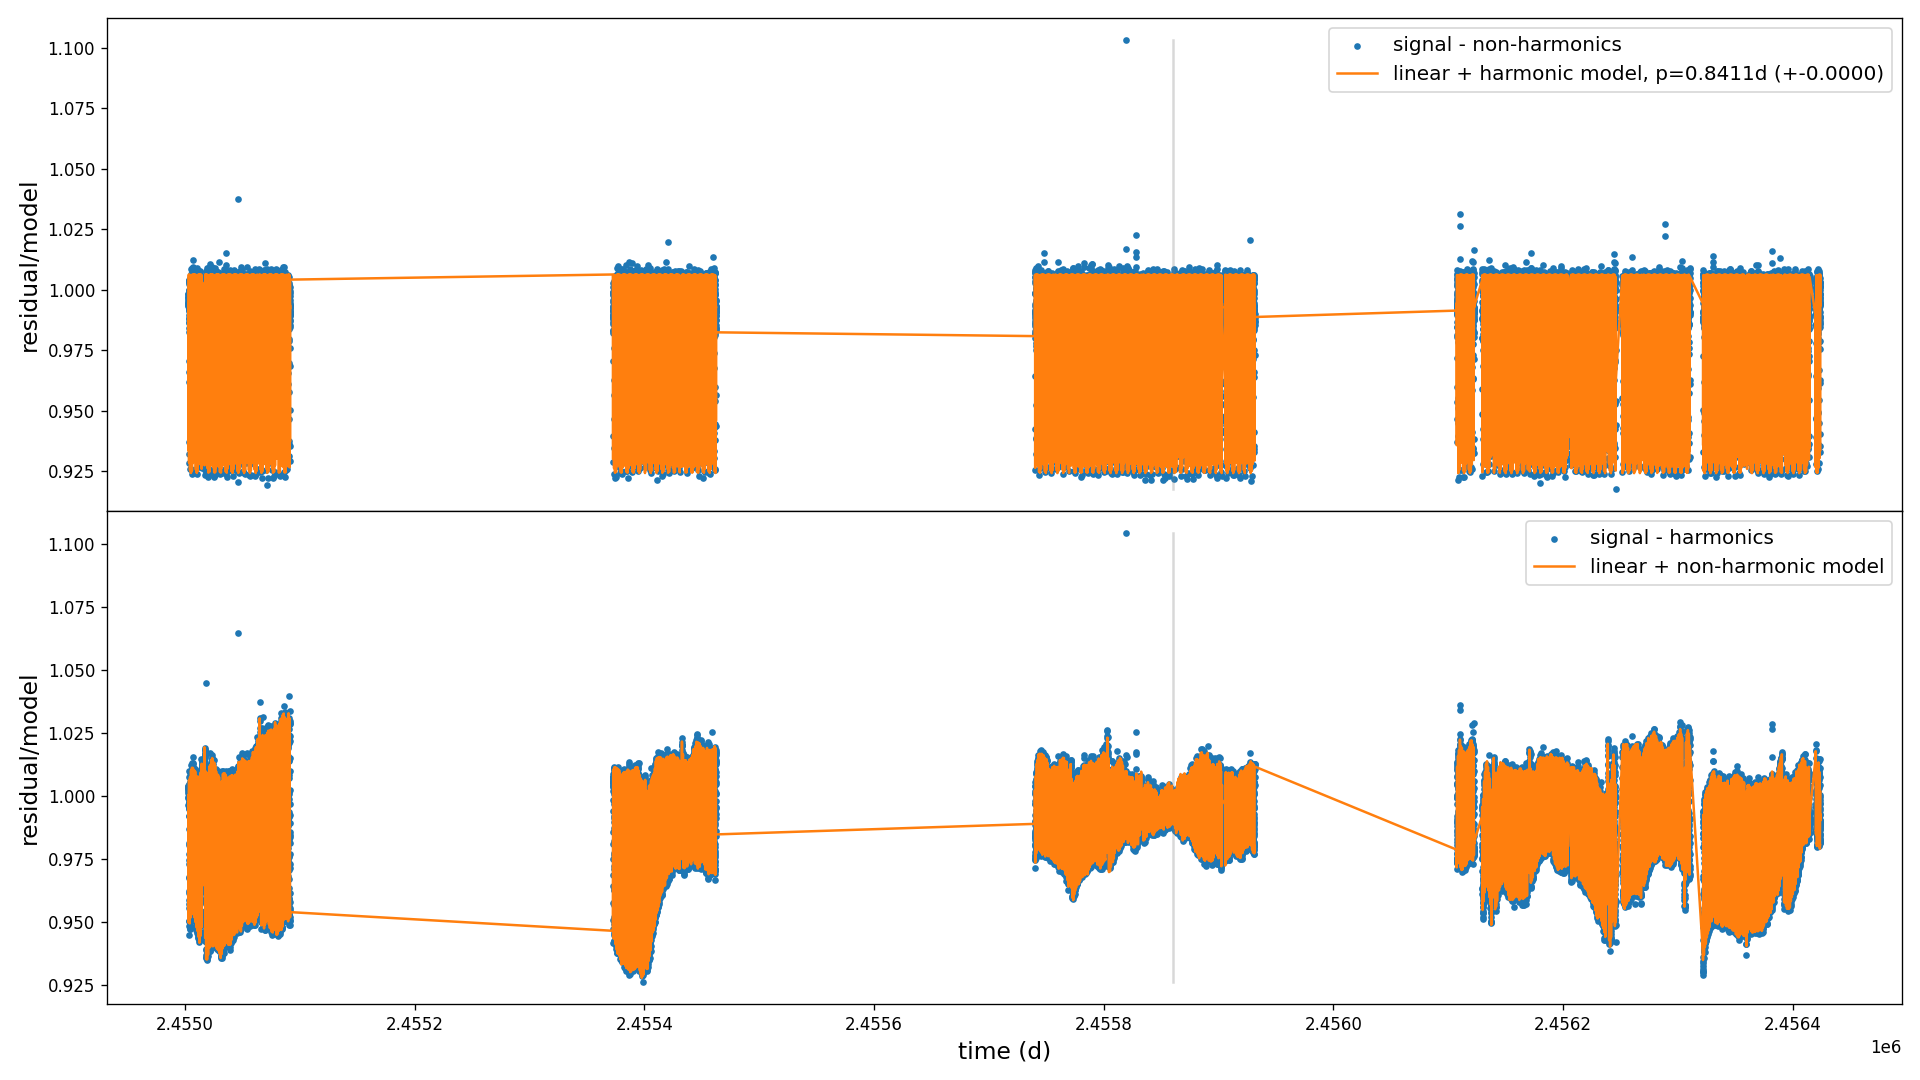 1.100
1.075
1.050
1.025
1.000
0.975
0.950
0.925
residual/model
signal - non-harmonics
linear + harmonic model, p=0.8411d (+-0.0000)
1.100
1.075
1.050
1.025
1.000
0.975
0.950
0.925
residual/model
signal - harmonics
linear + non-harmonic model
2.4550 2.4552 2.4554 2.4556 2.4558 2.4560 2.4562 2.4564
1e6
time (d)